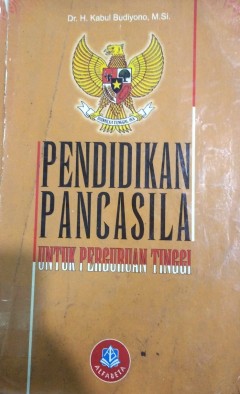 Dr. H. Kabul Budiyono, M.Si.
PENDIDIKAN
PANCASILA
UNTUK PERGURUAN TINGGI
ALFABETA